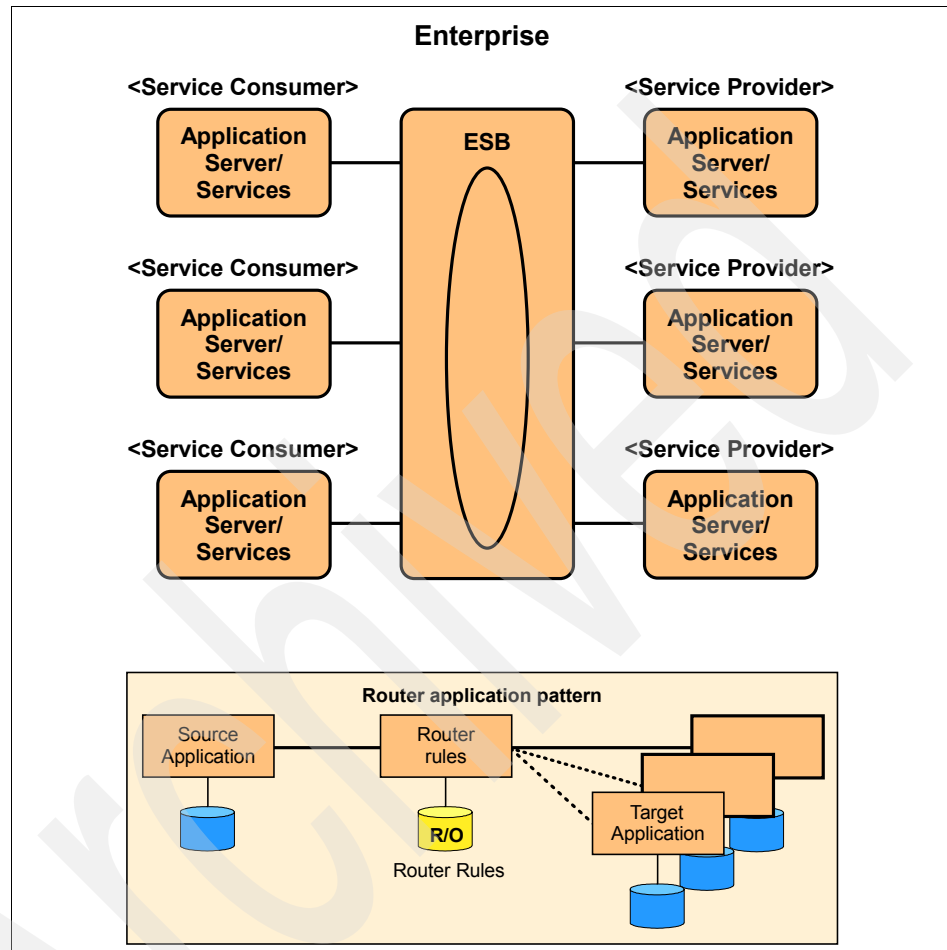 Enterprise
<Service Consumer>
<Service Provider>
Application
Server/
Services
ESB
Application
Server/
Services
<Service Consumer>
<Service Provider>
Application
Server/
Services
Application
Server/
Services
<Service Consumer>
<Service Provider>
Application
Server/
Services
Application
Server/
Services
Router application pattern
Source
Application
Router
rules
Target
Application
R/O
Router Rules
Archived